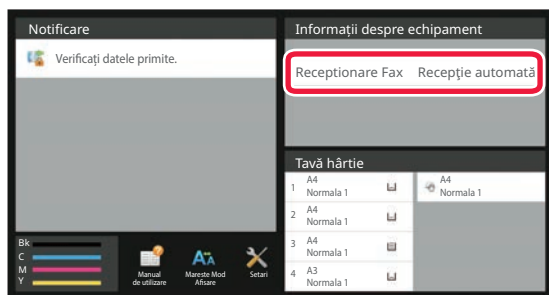 Notificare
Verificați datele primite.
Informații despre echipament
Receptionare Fax Recepţie automată
Tavă hârtie
1 A4
Normala 1
2 A4
Normala 1
3 A4
Normala 1
4 A3
Normala 1
A4
Normala 1
Bk
C
M
Y
Manual
de utilizare
Mareste Mod
Afisare
Setari